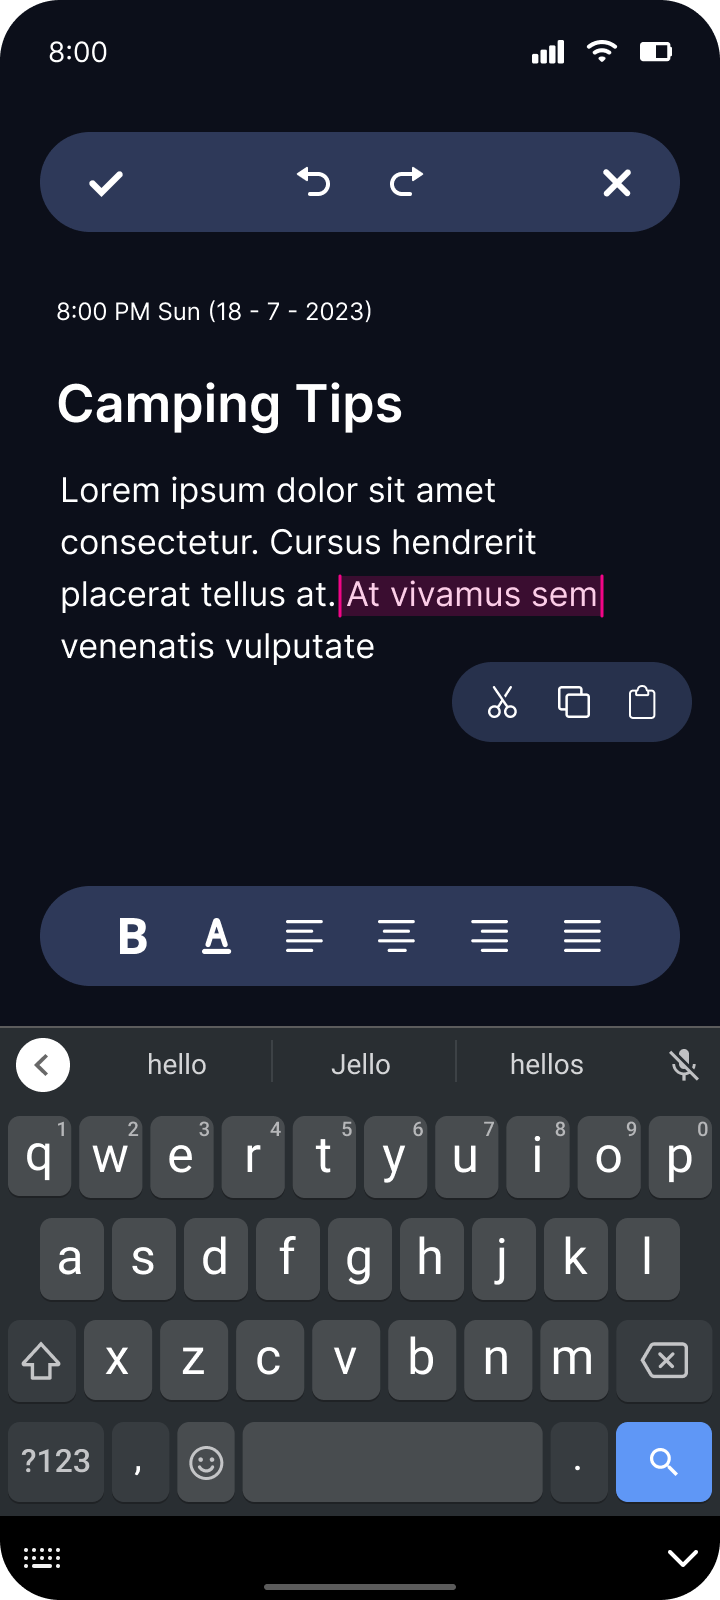 8:00
8:00 PM Sun (18 - 7 - 2023)
Camping Tips
Lorem ipsum dolor sit amet
consectetur. Cursus hendrerit
placerat tellus at. At vivamus sem
venenatis vulputate
B A
hello Jello hellos
q 1 w 2 e 3 r 4 t 5 y 6 u 7 i 8 o 9 p 0
a s d f g h j k l
x z c v b n m
?123 , .